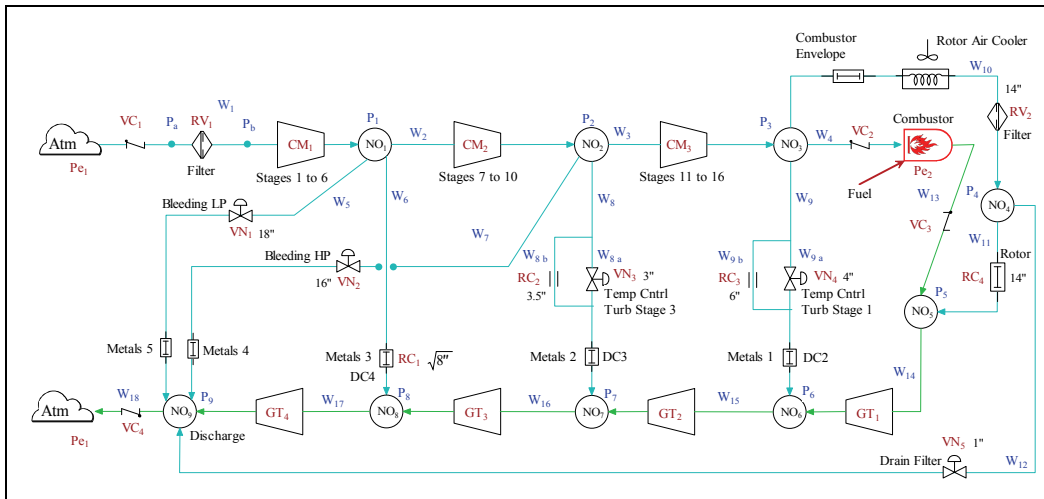 Combustor Envelope
Rotor Air Cooler
W10
14"
RV2
Filter
Atm
Pe1
VC1
Pa
RV1
W1
Pb
Filter
CM1
Stages 1 to 6
P1
NO1
W2
CM2
Stages 7 to 10
P2
NO2
W3
CM3
Stages 11 to 16
P3
NO3
W4
VC2
Combustor
Pe2
Fuel
W13
VC3
P4
NO4
W5
W6
Bleeding LP
VN1 18"
W7
Bleeding HP
16" VN2
W8
W8 b
W8 a
RC2
3.5"
VN3 3"
Temp Cntrl
Turb Stage 3
W9
W9 b
W9 a
RC3
6"
VN4 4"
Temp Cntrl
Turb Stage 1
W11
Rotor
14"
RC4
P5
NO5
Metals 5
Metals 4
Metals 3
RC1
√8"
DC4
Metals 2
DC3
Metals 1
DC2
W14
Atm
Pe1
W18
VC4
NO9
P9
Discharge
GT4
W17
NO8
P8
GT3
W16
NO7
P7
GT2
W15
NO6
P6
GT1
VN5 1"
Drain Filter
W12